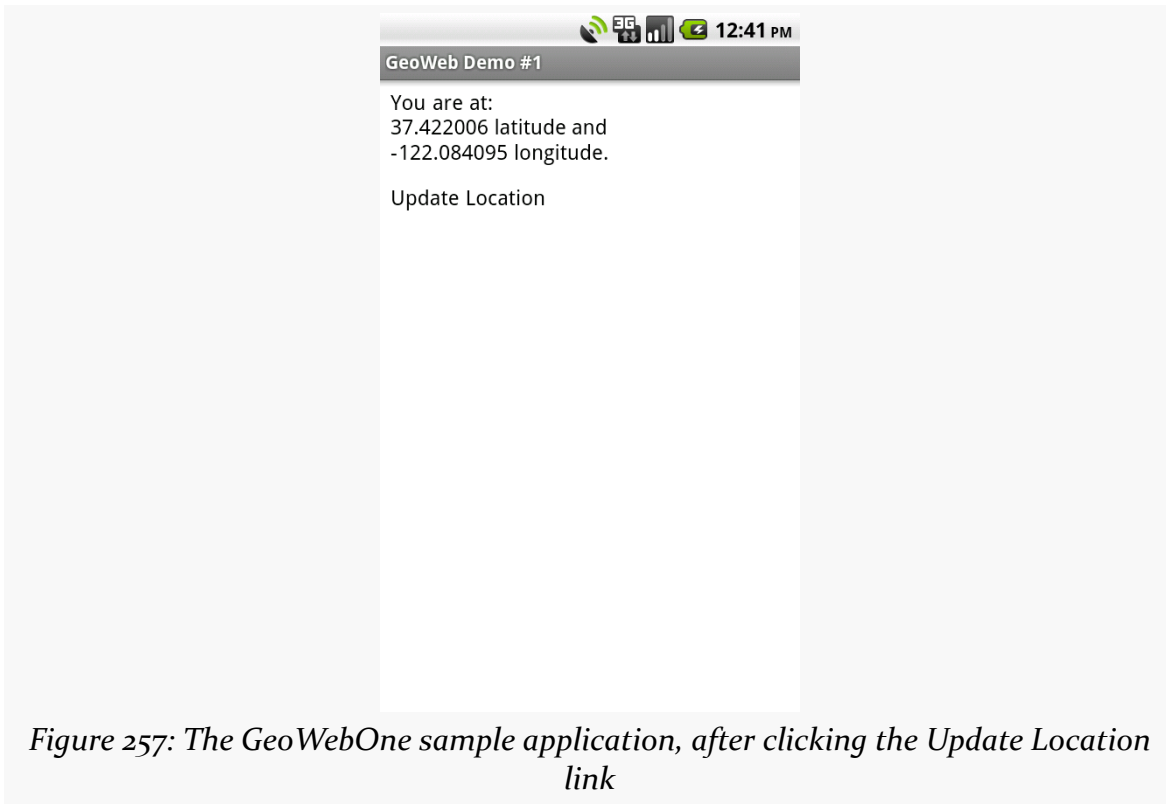 3G 12:41 PM
GeoWeb Demo #1
You are at:
37.422006 latitude and
-122.084095 longitude.
Update Location
Figure 257: The GeoWebOne sample application, after clicking the Update Location
link